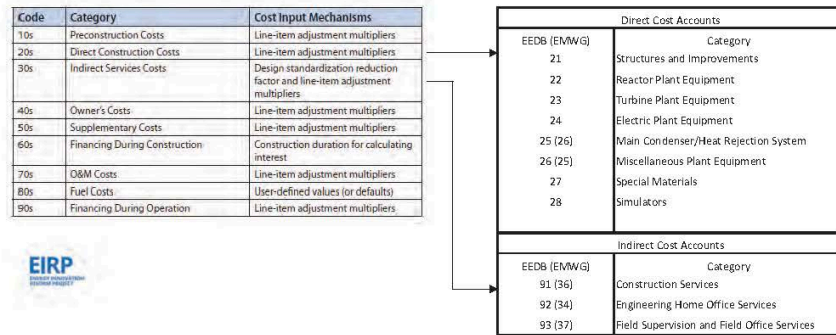 Code Category Cost Input Mechanisms
10s Preconstruction Costs Line-item adjustment multipliers
20s Direct Construction Costs Line-item adjustment multipliers
30s Indirect Services Costs Design standardization reduction
factor and line-item adjustment
multipliers
40s Owner's Costs Line-item adjustment multipliers
50s Supplementary Costs Line-item adjustment multipliers
60s Financing During Construction Construction duration for calculating
interest
70s O&M Costs Line-item adjustment multipliers
80s Fuel Costs User-defined values (or defaults)
90s Financing During Operation Line-item adjustment multipliers
EIRP
ENERGY INNOVATION
REFORM PROJECT
Direct Cost Accounts
EEDB (EMWG) Category
21 Structures and Improvements
22 Reactor Plant Equipment
23 Turbine Plant Equipment
24 Electric Plant Equipment
25 (26) Main Condenser/Heat Rejection System
26 (25) Miscellaneous Plant Equipment
27 Special Materials
28 Simulators
Indirect Cost Accounts
EEDB (EMWG) Category
91 (36) Construction Services
92 (34) Engineering Home Office Services
93 (37) Field Supervision and Field Office Services